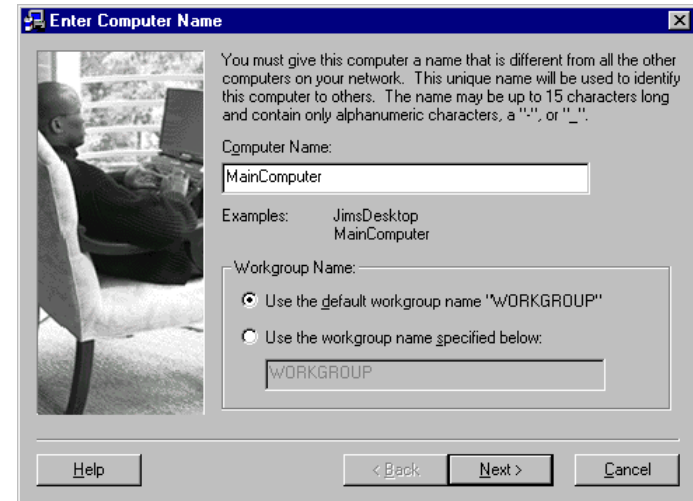 Enter Computer Name
You must give this computer a name that is different from all the other
computers on your network.  This unique name will be used to identify
this computer to others.  The name may be up to 15 characters long
and contain only alphanumeric characters, a "-", or "_".
Computer Name:
MainComputer
Examples: JimsDesktop
MainComputer
Workgroup Name:
Use the default workgroup name "WORKGROUP"
Use the workgroup name specified below:
WORKGROUP
Help < Back Next > Cancel